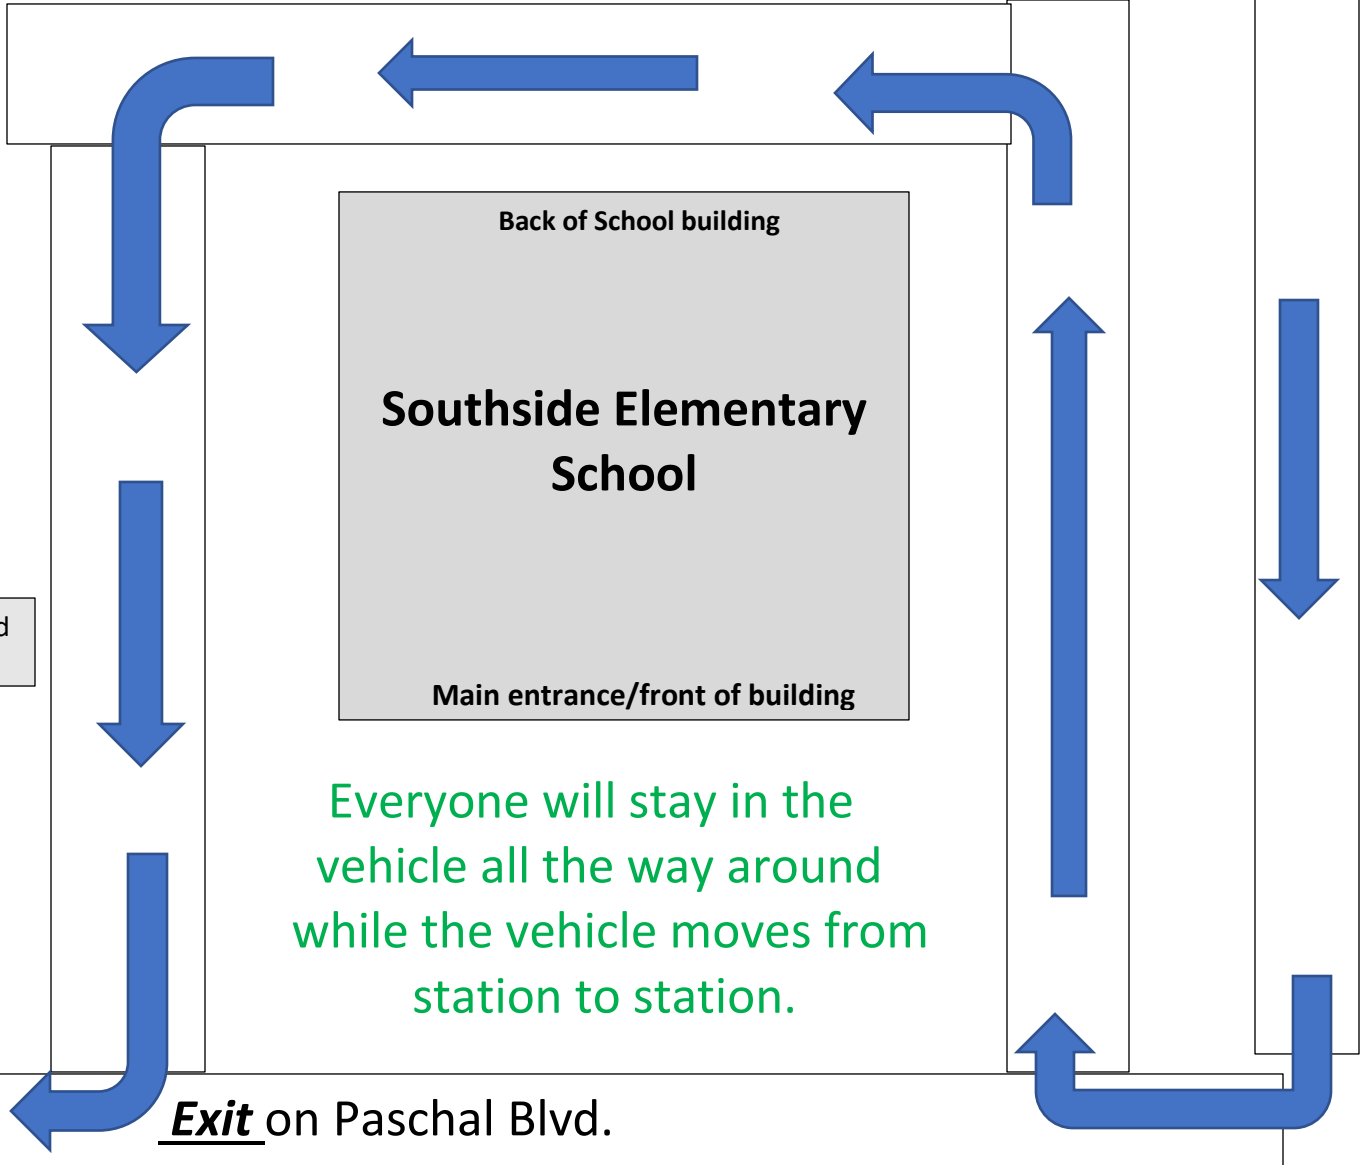 Back of School building
Southside Elementary
School
Main entrance/front of building
Everyone will stay in the
vehicle all the way around
while the vehicle moves from
station to station.
Exit on Paschal Blvd.